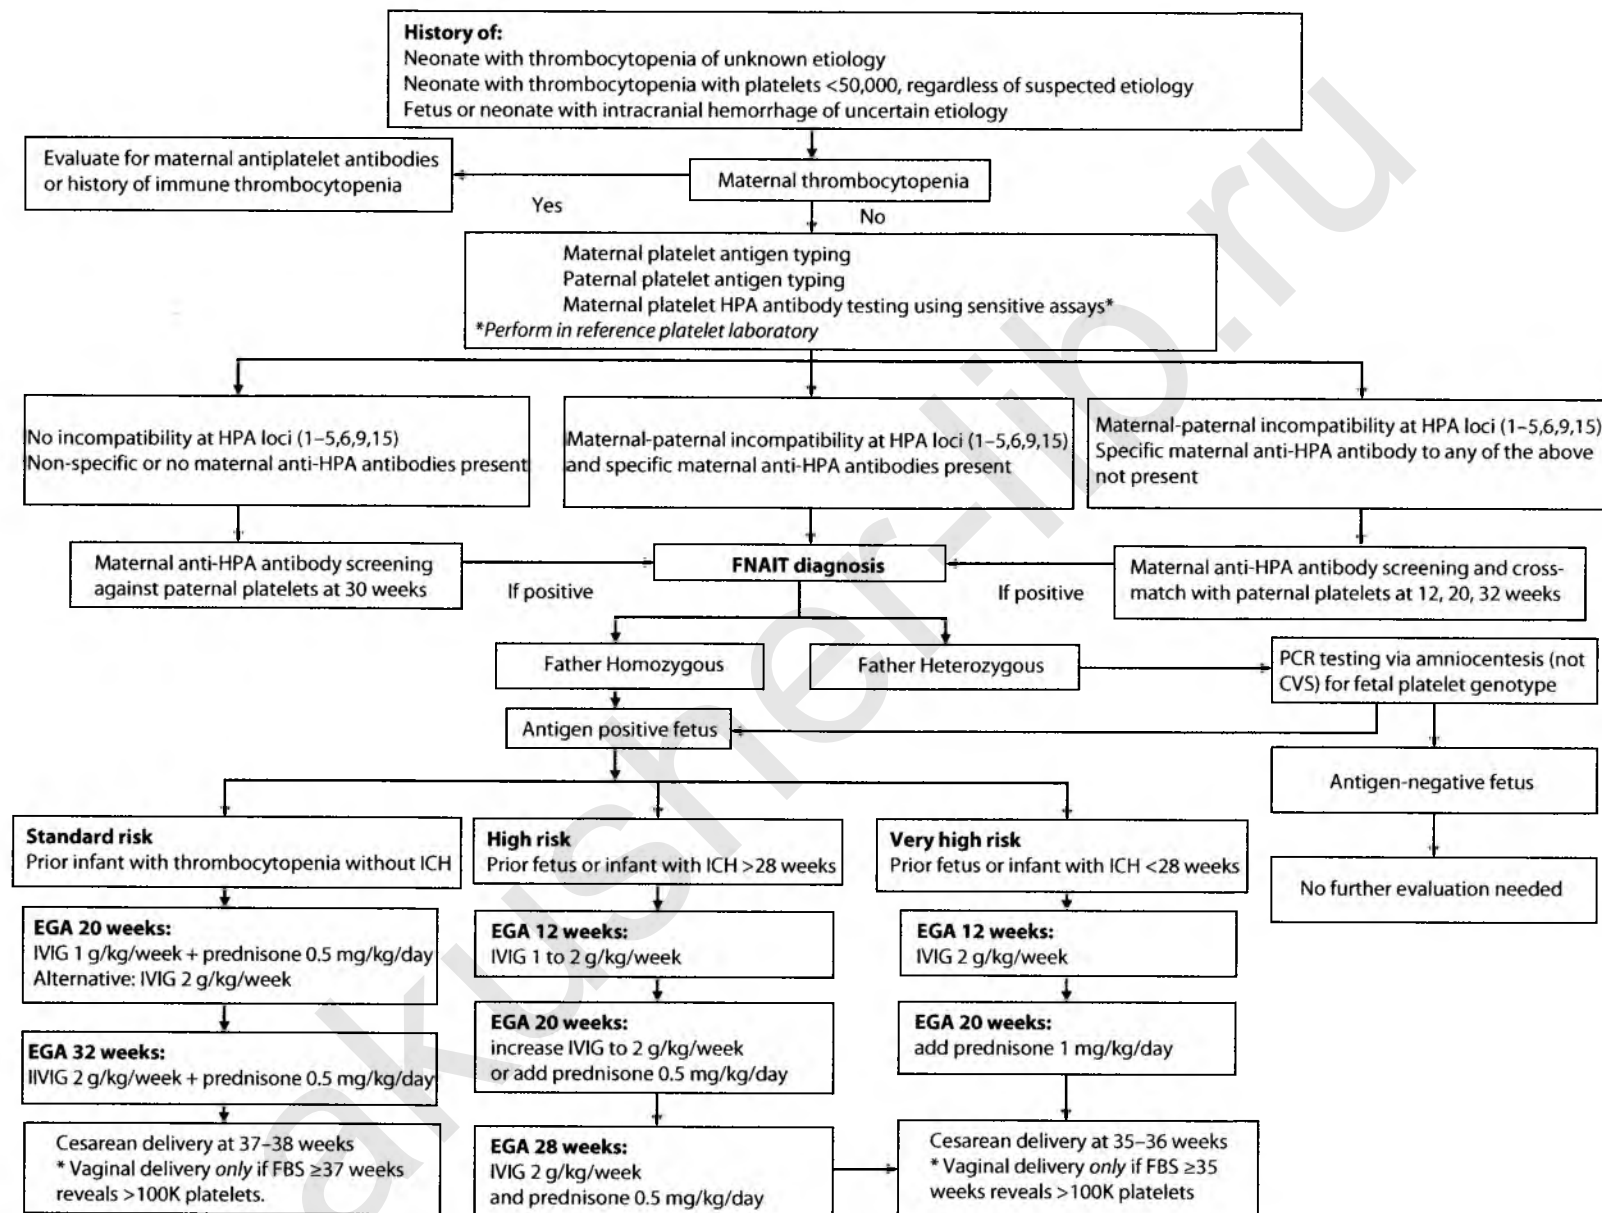 History of:
Neonate with thrombocytopenia of unknown etiology
Neonate with thrombocytopenia with platelets <50,000, regardless of suspected etiology
Fetus or neonate with intracranial hemorrhage of uncertain etiology
Evaluate for maternal antiplatelet antibodies
or history of immune thrombocytopenia
Maternal thrombocytopenia
Yes
No
Maternal platelet antigen typing
Paternal platelet antigen typing
Maternal platelet HPA antibody testing using sensitive assays*
*Perform in reference platelet laboratory
No incompatibility at HPA loci (1–5,6,9,15)
Non-specific or no maternal anti-HPA antibodies present
Maternal-paternal incompatibility at HPA loci (1–5,6,9,15)
and specific maternal anti-HPA antibodies present
Maternal-paternal incompatibility at HPA loci (1–5,6,9,15)
Specific maternal anti-HPA antibody to any of the above
not present
Maternal anti-HPA antibody screening
against paternal platelets at 30 weeks
If positive
FNAIT diagnosis
If positive
Maternal anti-HPA antibody screening and cross-
match with paternal platelets at 12, 20, 32 weeks
Father Homozygous
Father Heterozygous
PCR testing via amniocentesis (not
CVS) for fetal platelet genotype
Antigen positive fetus
Antigen-negative fetus
No further evaluation needed
Standard risk
Prior infant with thrombocytopenia without ICH
EGA 20 weeks:
IVIG 1 g/kg/week + prednisone 0.5 mg/kg/day
Alternative: IVIG 2 g/kg/week
EGA 32 weeks:
IIVIG 2 g/kg/week + prednisone 0.5 mg/kg/day
Cesarean delivery at 37–38 weeks
* Vaginal delivery only if FBS ≥37 weeks
reveals >100K platelets.
High risk
Prior fetus or infant with ICH >28 weeks
EGA 12 weeks:
IVIG 1 to 2 g/kg/week
EGA 20 weeks:
increase IVIG to 2 g/kg/week
or add prednisone 0.5 mg/kg/day
EGA 28 weeks:
IVIG 2 g/kg/week
and prednisone 0.5 mg/kg/day
Very high risk
Prior fetus or infant with ICH <28 weeks
EGA 12 weeks:
IVIG 2 g/kg/week
EGA 20 weeks:
add prednisone 1 mg/kg/day
Cesarean delivery at 35–36 weeks
* Vaginal delivery only if FBS ≥35
weeks reveals >100K platelets
akusher-lib.ru